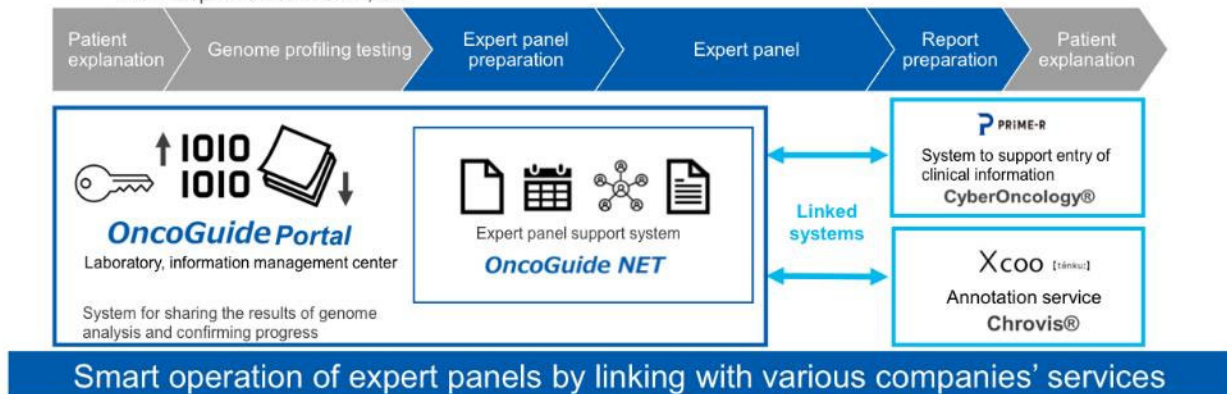 Patient
explanation
Genome profiling testing
Expert panel
preparation
Expert panel
Report
preparation
Patient
explanation
1010
1010
OncoGuide Portal
Laboratory, information management center
System for sharing the results of genome
analysis and confirming progress
Expert panel support system
OncoGuide NET
Linked
systems
PRiME-R
System to support entry of
clinical information
CyberOncology®
Xcoo [ténku:]
Annotation service
Chrovis®
Smart operation of expert panels by linking with various companies' services